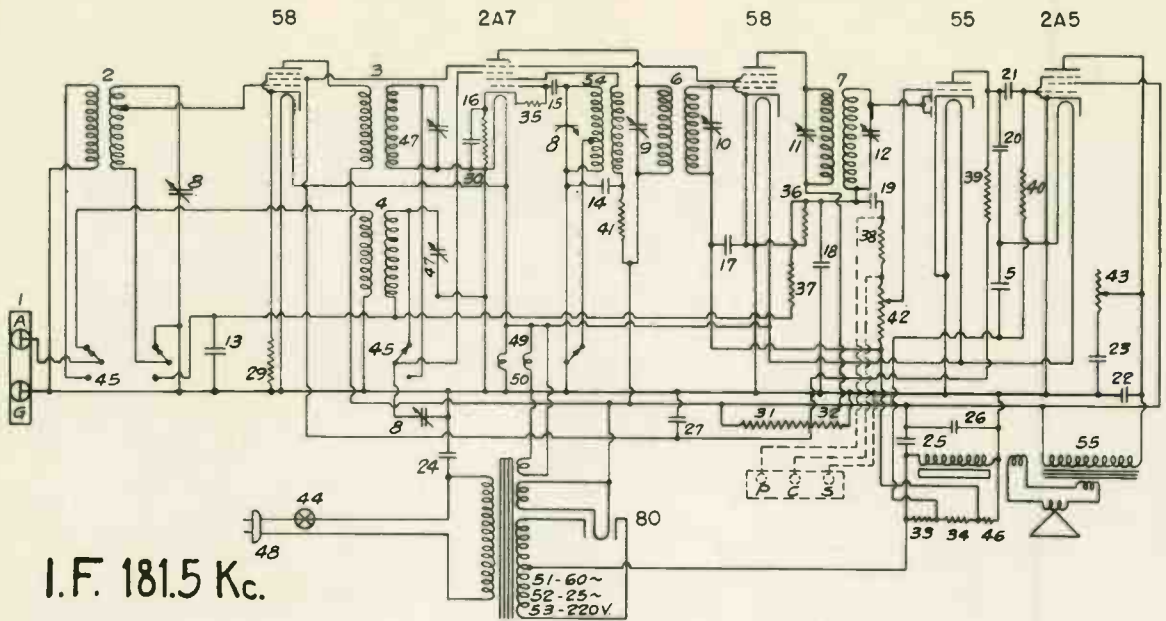 58 2A7 58 55 2A5
2 3 16 15 54 6 7 21
47 35 8 9 10 11 12 20 39 40
8 30 14 41 36 19
4 47 17 18 38 5 43
1 37 42
A 13 45 49 23
45 29 50 22
G 8 27 31 32 26 25 55
24 P C S
44 80 33 34 46
48
51-60~
52-25~
53-220V.
I.F. 181.5 Kc.